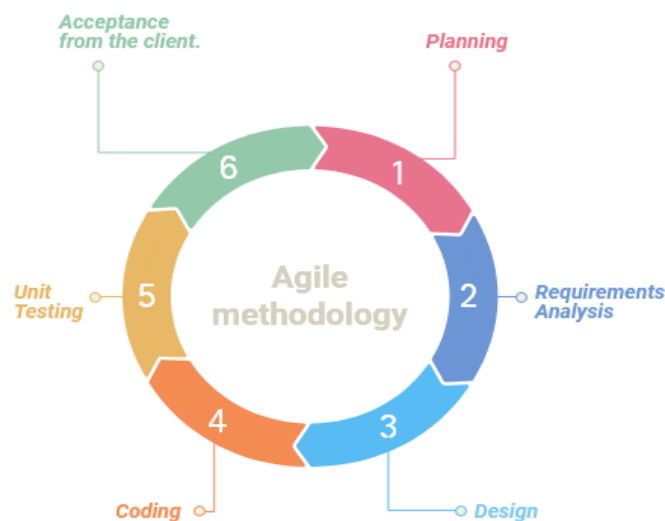 Acceptance
from the client.
Planning
6
1
5
Agile
methodology
2
Unit
Testing
Requirements
Analysis
4
3
Coding
Design